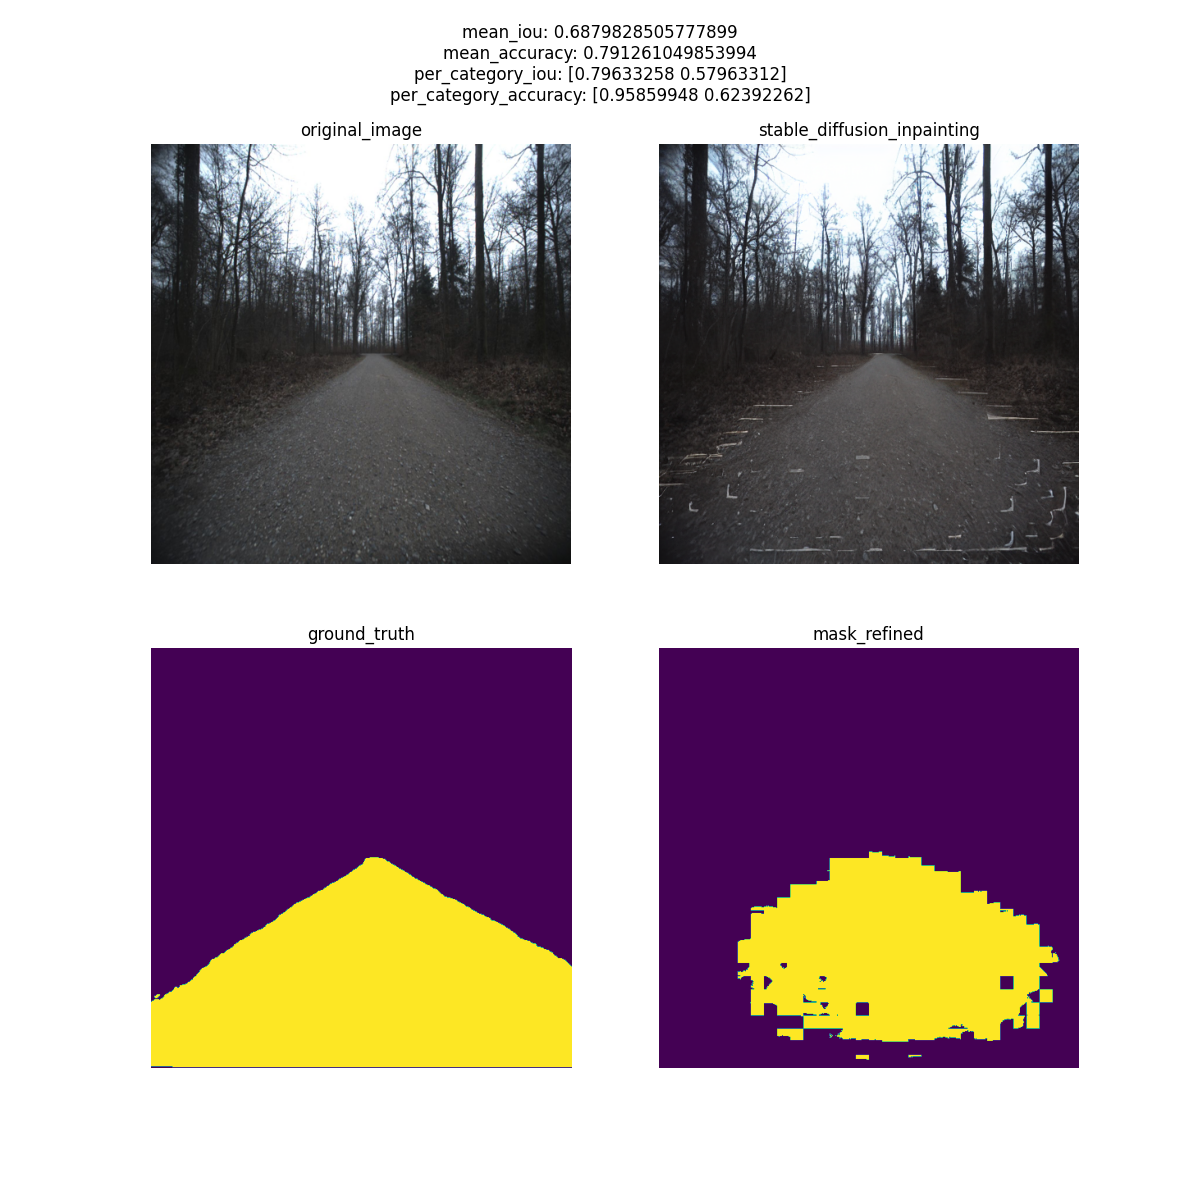 mean_iou: 0.6879828505777899
mean_accuracy: 0.791261049853994
per_category_iou: [0.79633258 0.57963312]
per_category_accuracy: [0.95859948 0.62392262]
original_image
stable_diffusion_inpainting
ground_truth
mask_refined